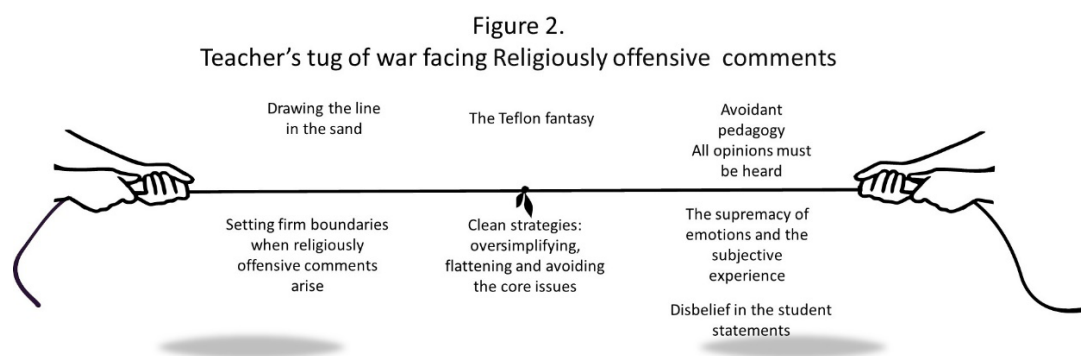 Figure 2.
Teacher's tug of war facing Religiously offensive comments
Drawing the line
in the sand
The Teflon fantasy
Avoidant
pedagogy
All opinions must
be heard
Setting firm boundaries
when religiously
offensive comments
arise
Clean strategies:
oversimplifying,
flattening and avoiding
the core issues
The supremacy of
emotions and the
subjective
experience
Disbelief in the student
statements